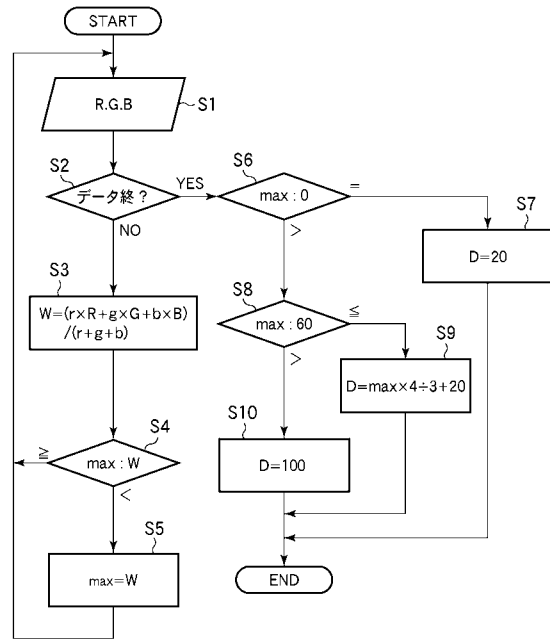 START
R.G.B
S1
S2
データ終？
YES
NO
S3
W=(r×R+g×G+b×B)
/(r+g+b)
S4
max : W
≧
＜
S5
max=W
S6
max : 0
=
＞
S7
D=20
S8
max : 60
≦
＞
S9
D=max×4÷3+20
S10
D=100
END